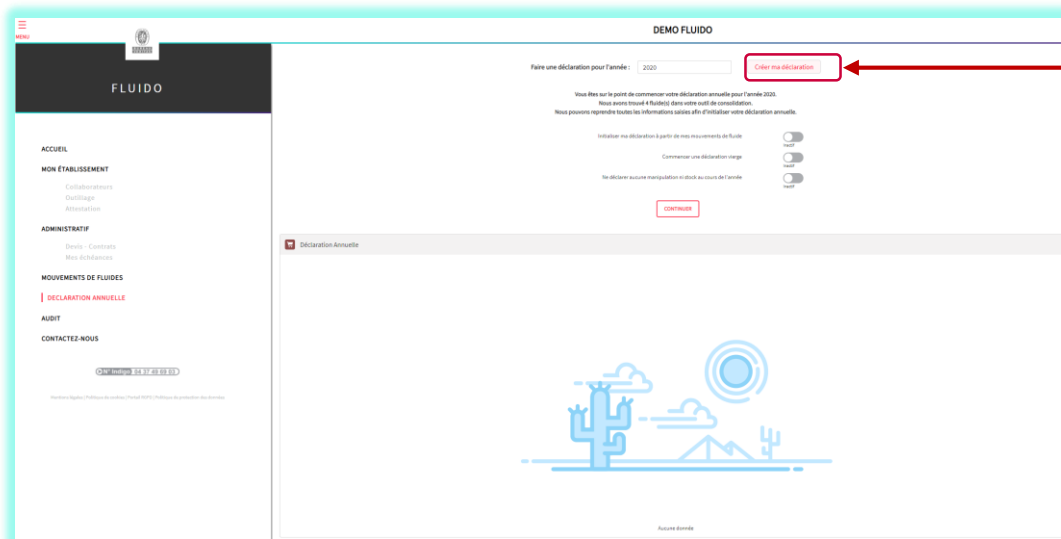 MENU
DEMO FLUIDO
FLUIDO
Faire une déclaration pour l'année :
2020
Créer ma déclaration
Vous êtes sur le point de commencer votre déclaration annuelle pour l'année 2020.
Nous avons trouvé 4 fluide(s) dans votre outil de consolidation.
Nous pouvons reprendre toutes les informations saisies afin d'initialiser votre déclaration annuelle.
Initialiser ma déclaration à partir de mes mouvements de fluide
Inactif
Commencer une déclaration vierge
Inactif
Ne déclarer aucune manipulation ni stock au cours de l'année
Inactif
CONTINUER
ACCUEIL
MON ÉTABLISSEMENT
Collaborateurs
Outillage
Attestation
ADMINISTRATIF
Devis - Contrats
Mes échéances
MOUVEMENTS DE FLUIDES
DECLARATION ANNUELLE
AUDIT
CONTACTEZ-NOUS
N° Indigo 04 37 49 69 03
Déclaration Annuelle
Aucune donnée